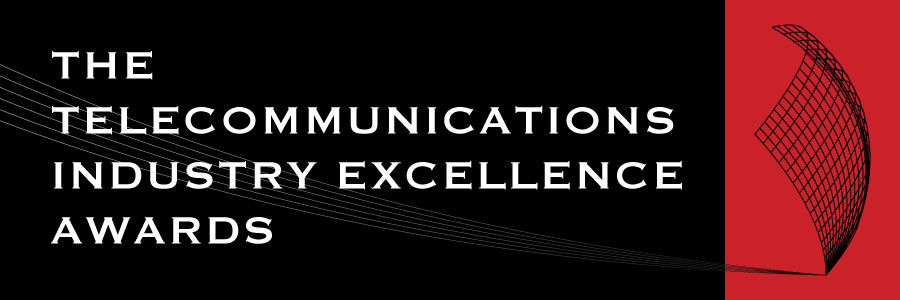 THE
TELECOMMUNICATIONS
INDUSTRY EXCELLENCE
AWARDS